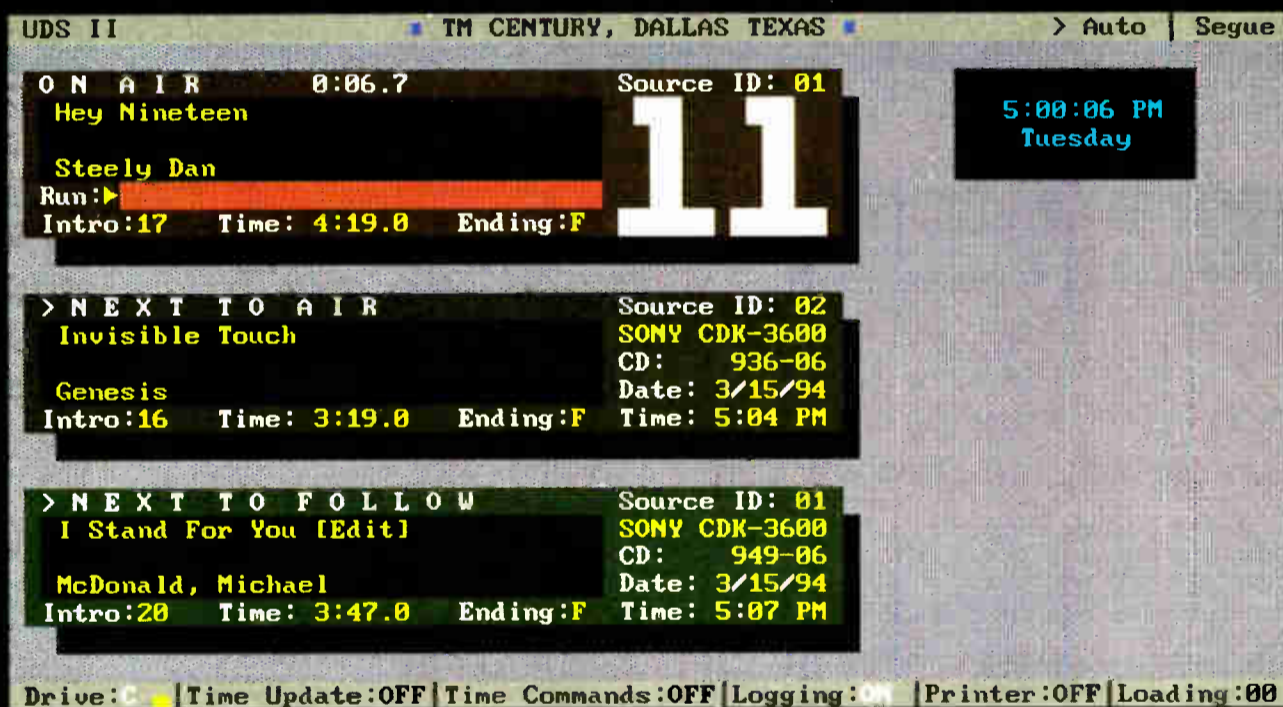 UDS II TM CENTURY, DALLAS TEXAS > Auto | Segue
O N A I R 0:06.7 Source ID: 01
Hey Nineteen
11
Steely Dan
Run:
Intro:17 Time: 4:19.0 Ending:F
5:00:06 PM
Tuesday
> N E X T T O A I R Source ID: 02
Invisible Touch SONY CDK-3600
CD: 936-06
Genesis Date: 3/15/94
Intro:16 Time: 3:19.0 Ending:F Time: 5:04 PM
> N E X T T O F O L L O W Source ID: 01
I Stand For You [Edit] SONY CDK-3600
CD: 949-06
McDonald, Michael Date: 3/15/94
Intro:20 Time: 3:47.0 Ending:F Time: 5:07 PM
Drive:C |Time Update:OFF|Time Commands:OFF|Logging:ON |Printer:OFF|Loading:00